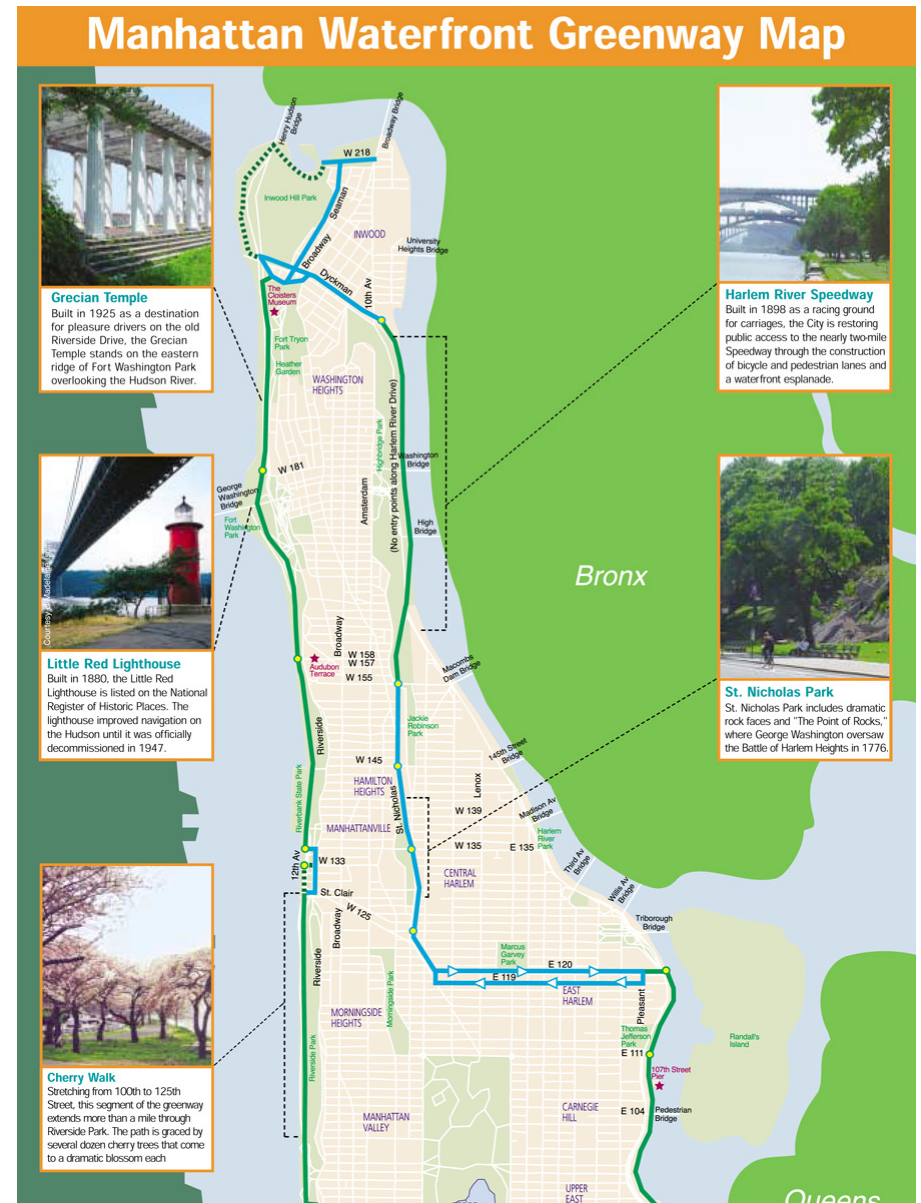 Manhattan Waterfront Greenway Map
Grecian Temple
Built in 1925 as a destination
for pleasure drivers on the old
Riverside Drive, the Grecian
Temple stands on the eastern
ridge of Fort Washington Park
overlooking the Hudson River.
Little Red Lighthouse
Built in 1880, the Little Red
Lighthouse is listed on the National
Register of Historic Places. The
lighthouse improved navigation on
the Hudson until it was officially
decommissioned in 1947.
Cherry Walk
Stretching from 100th to 125th
Street, this segment of the greenway
extends more than a mile through
Riverside Park. The path is graced by
several dozen cherry trees that come
to a dramatic blossom each
Henry Hudson
Bridge
Broadway Bridge
W 218
Inwood Hill Park
Seaman
INWOOD
Broadway
University
Heights Bridge
Dyckman
10th Av
The
Cloisters
Museum
Fort Tryon
Park
Heather
Garden
WASHINGTON
HEIGHTS
(No entry points along Harlem River Drive)
Highbridge Park
Washington
Bridge
W 181
George
Washington
Bridge
Fort
Washington
Park
Amsterdam
High
Bridge
Bronx
Broadway
W 158
W 157
W 155
Audubon
Terrace
Macombs
Dam Bridge
Riverside
Jackie
Robinson
Park
145th Street
Bridge
W 145
HAMILTON
HEIGHTS
Lenox
Riverbank State Park
St. Nicholas
W 139
Madison Av
Bridge
MANHATTANVILLE
W 135
E 135
Harlem
River
Park
Third Av
Bridge
12th Av
W 133
CENTRAL
HARLEM
Willis Av
Bridge
St. Clair
W 125
Broadway
Triborough
Bridge
Riverside
Marcus
Garvey
Park
E 120
E 119
EAST
HARLEM
Morningside Park
MORNINGSIDE
HEIGHTS
Pleasant
Thomas
Jefferson
Park
Randall's
Island
Riverside Park
E 111
107th Street
Pier
MANHATTAN
VALLEY
CARNEGIE
HILL
E 104
Pedestrian
Bridge
UPPER
EAST
Queens
Harlem River Speedway
Built in 1898 as a racing ground
for carriages, the City is restoring
public access to the nearly two-mile
Speedway through the construction
of bicycle and pedestrian lanes and
a waterfront esplanade.
St. Nicholas Park
St. Nicholas Park includes dramatic
rock faces and "The Point of Rocks,"
where George Washington oversaw
the Battle of Harlem Heights in 1776.